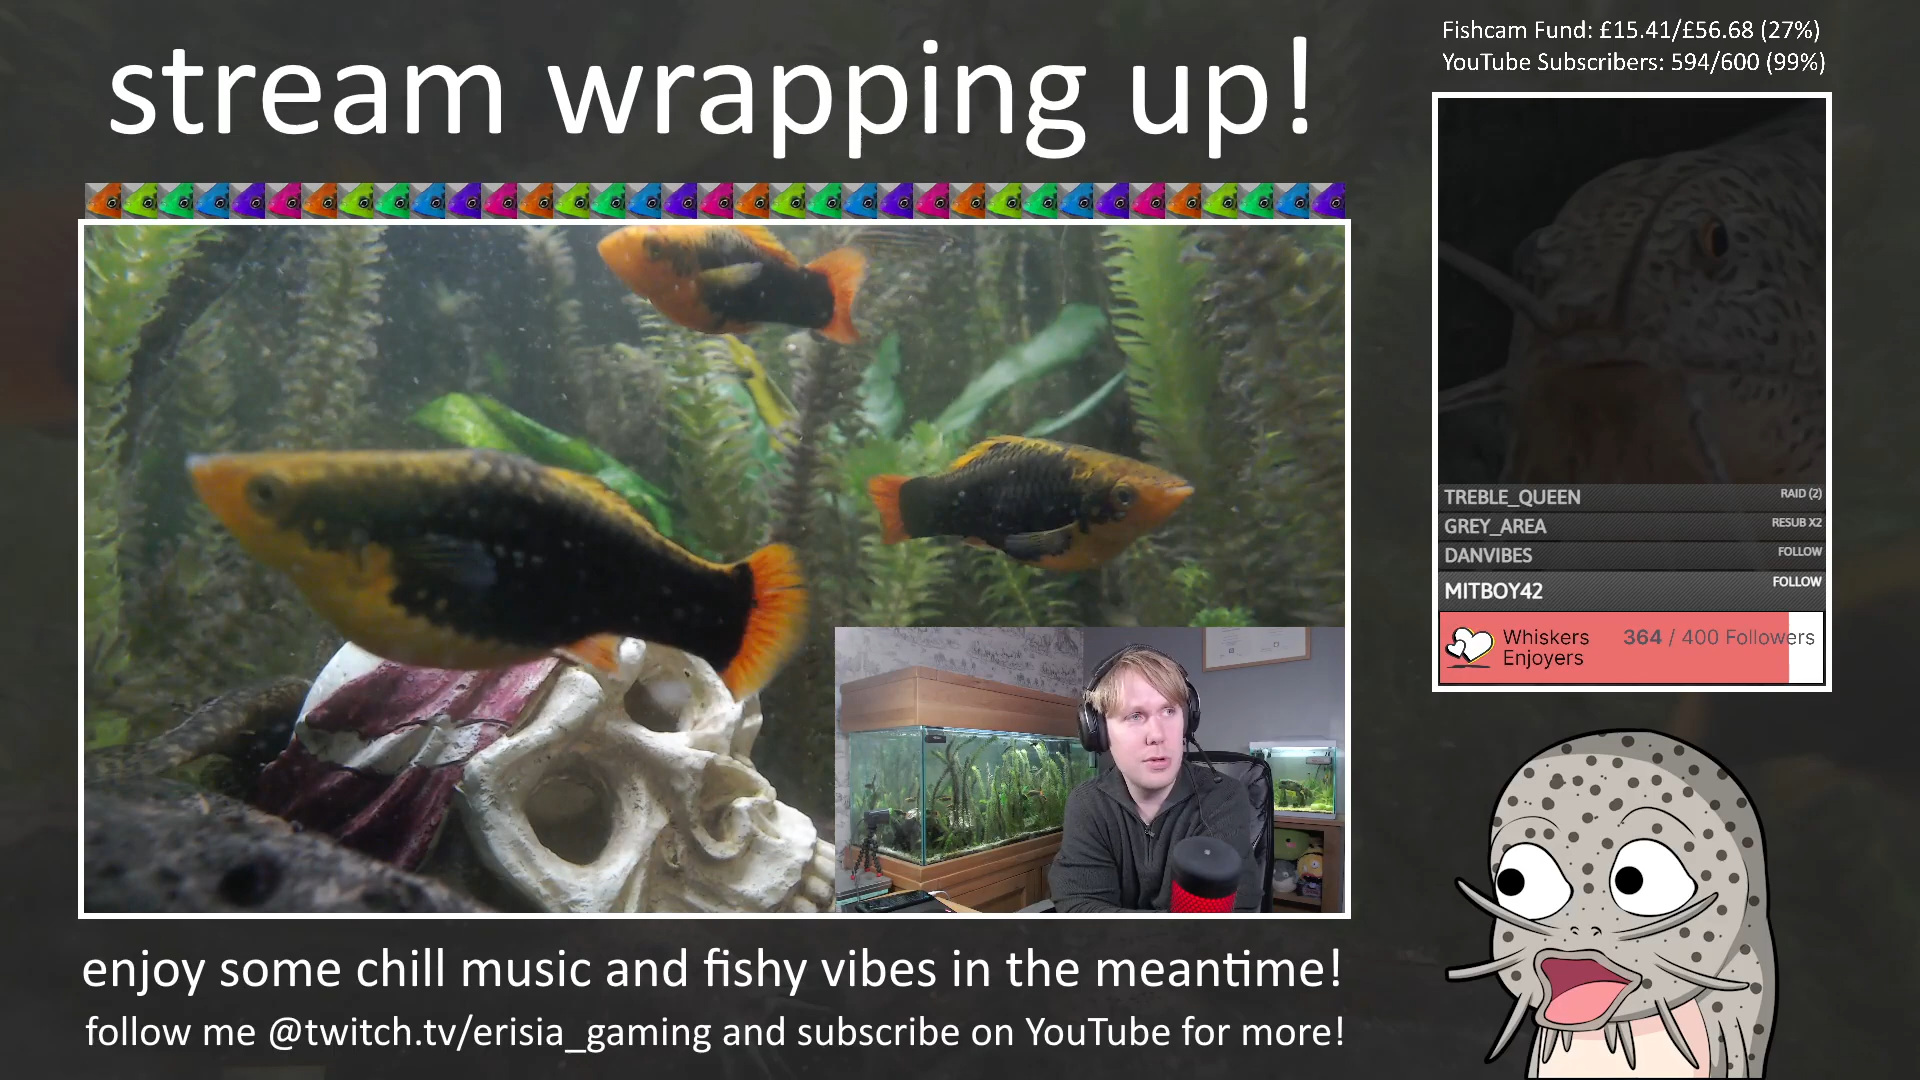 stream wrapping up!
Fishcam Fund: £15.41/£56.68 (27%)
YouTube Subscribers: 594/600 (99%)
TREBLE_QUEEN RAID (2)
GREY_AREA RESUB X2
DANVIBES FOLLOW
MITBOY42 FOLLOW
Whiskers 364 / 400 Followers
Enjoyers
enjoy some chill music and fishy vibes in the meantime!
follow me @twitch.tv/erisia_gaming and subscribe on YouTube for more!